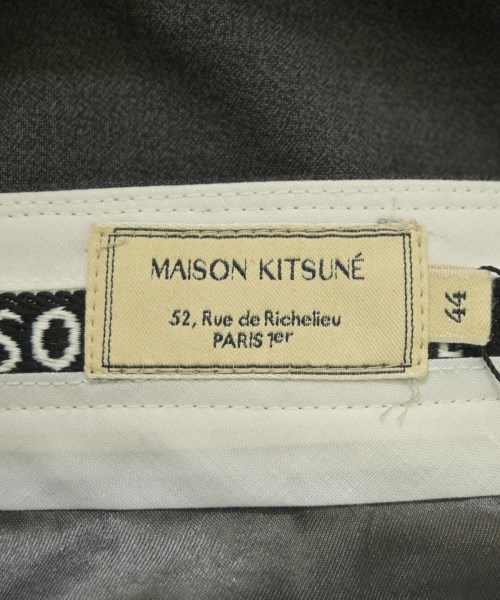 MAISON KITSUNÉ
52, Rue de Richelieu
PARIS 1er
44
SO